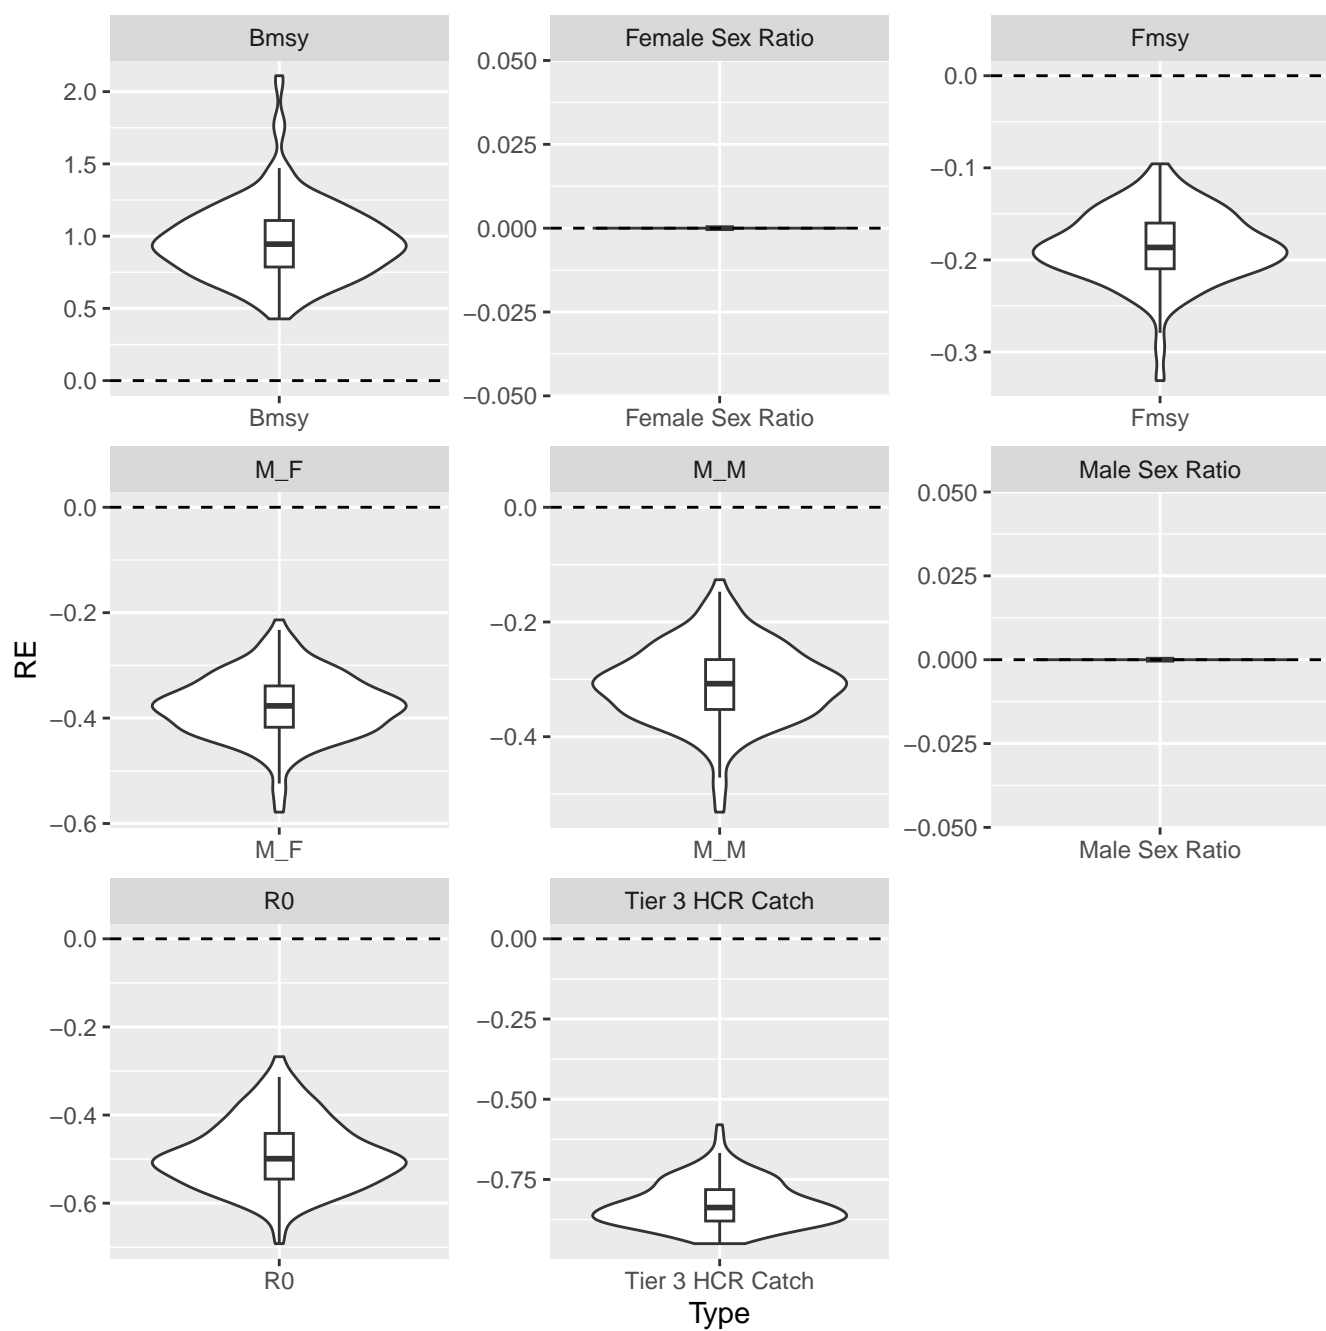 Bmsy
Female Sex Ratio
Fmsy
2.0
1.5
1.0
0.5
0.0
0.050
0.025
0.000
−0.025
−0.050
0.0
−0.1
−0.2
−0.3
Bmsy
Female Sex Ratio
Fmsy
M_F
M_M
Male Sex Ratio
0.0
−0.2
−0.4
−0.6
0.0
−0.2
−0.4
0.050
0.025
0.000
−0.025
−0.050
M_F
M_M
Male Sex Ratio
RE
R0
Tier 3 HCR Catch
0.0
−0.2
−0.4
−0.6
0.00
−0.25
−0.50
−0.75
R0
Tier 3 HCR Catch
Type